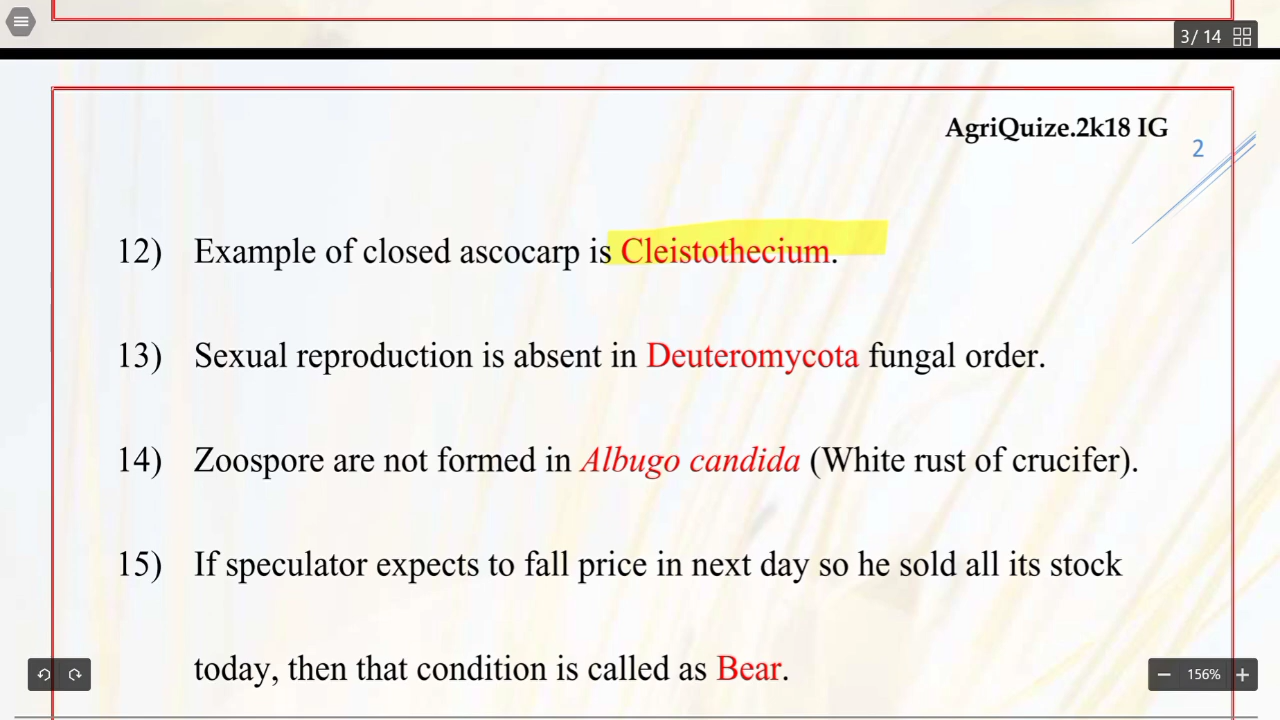 3/ 14
AgriQuize.2k18 IG
2
12) Example of closed ascocarp is Cleistothecium.
13) Sexual reproduction is absent in Deuteromycota fungal order.
14) Zoospore are not formed in Albugo candida (White rust of crucifer).
15) If speculator expects to fall price in next day so he sold all its stock
today, then that condition is called as Bear.
156%